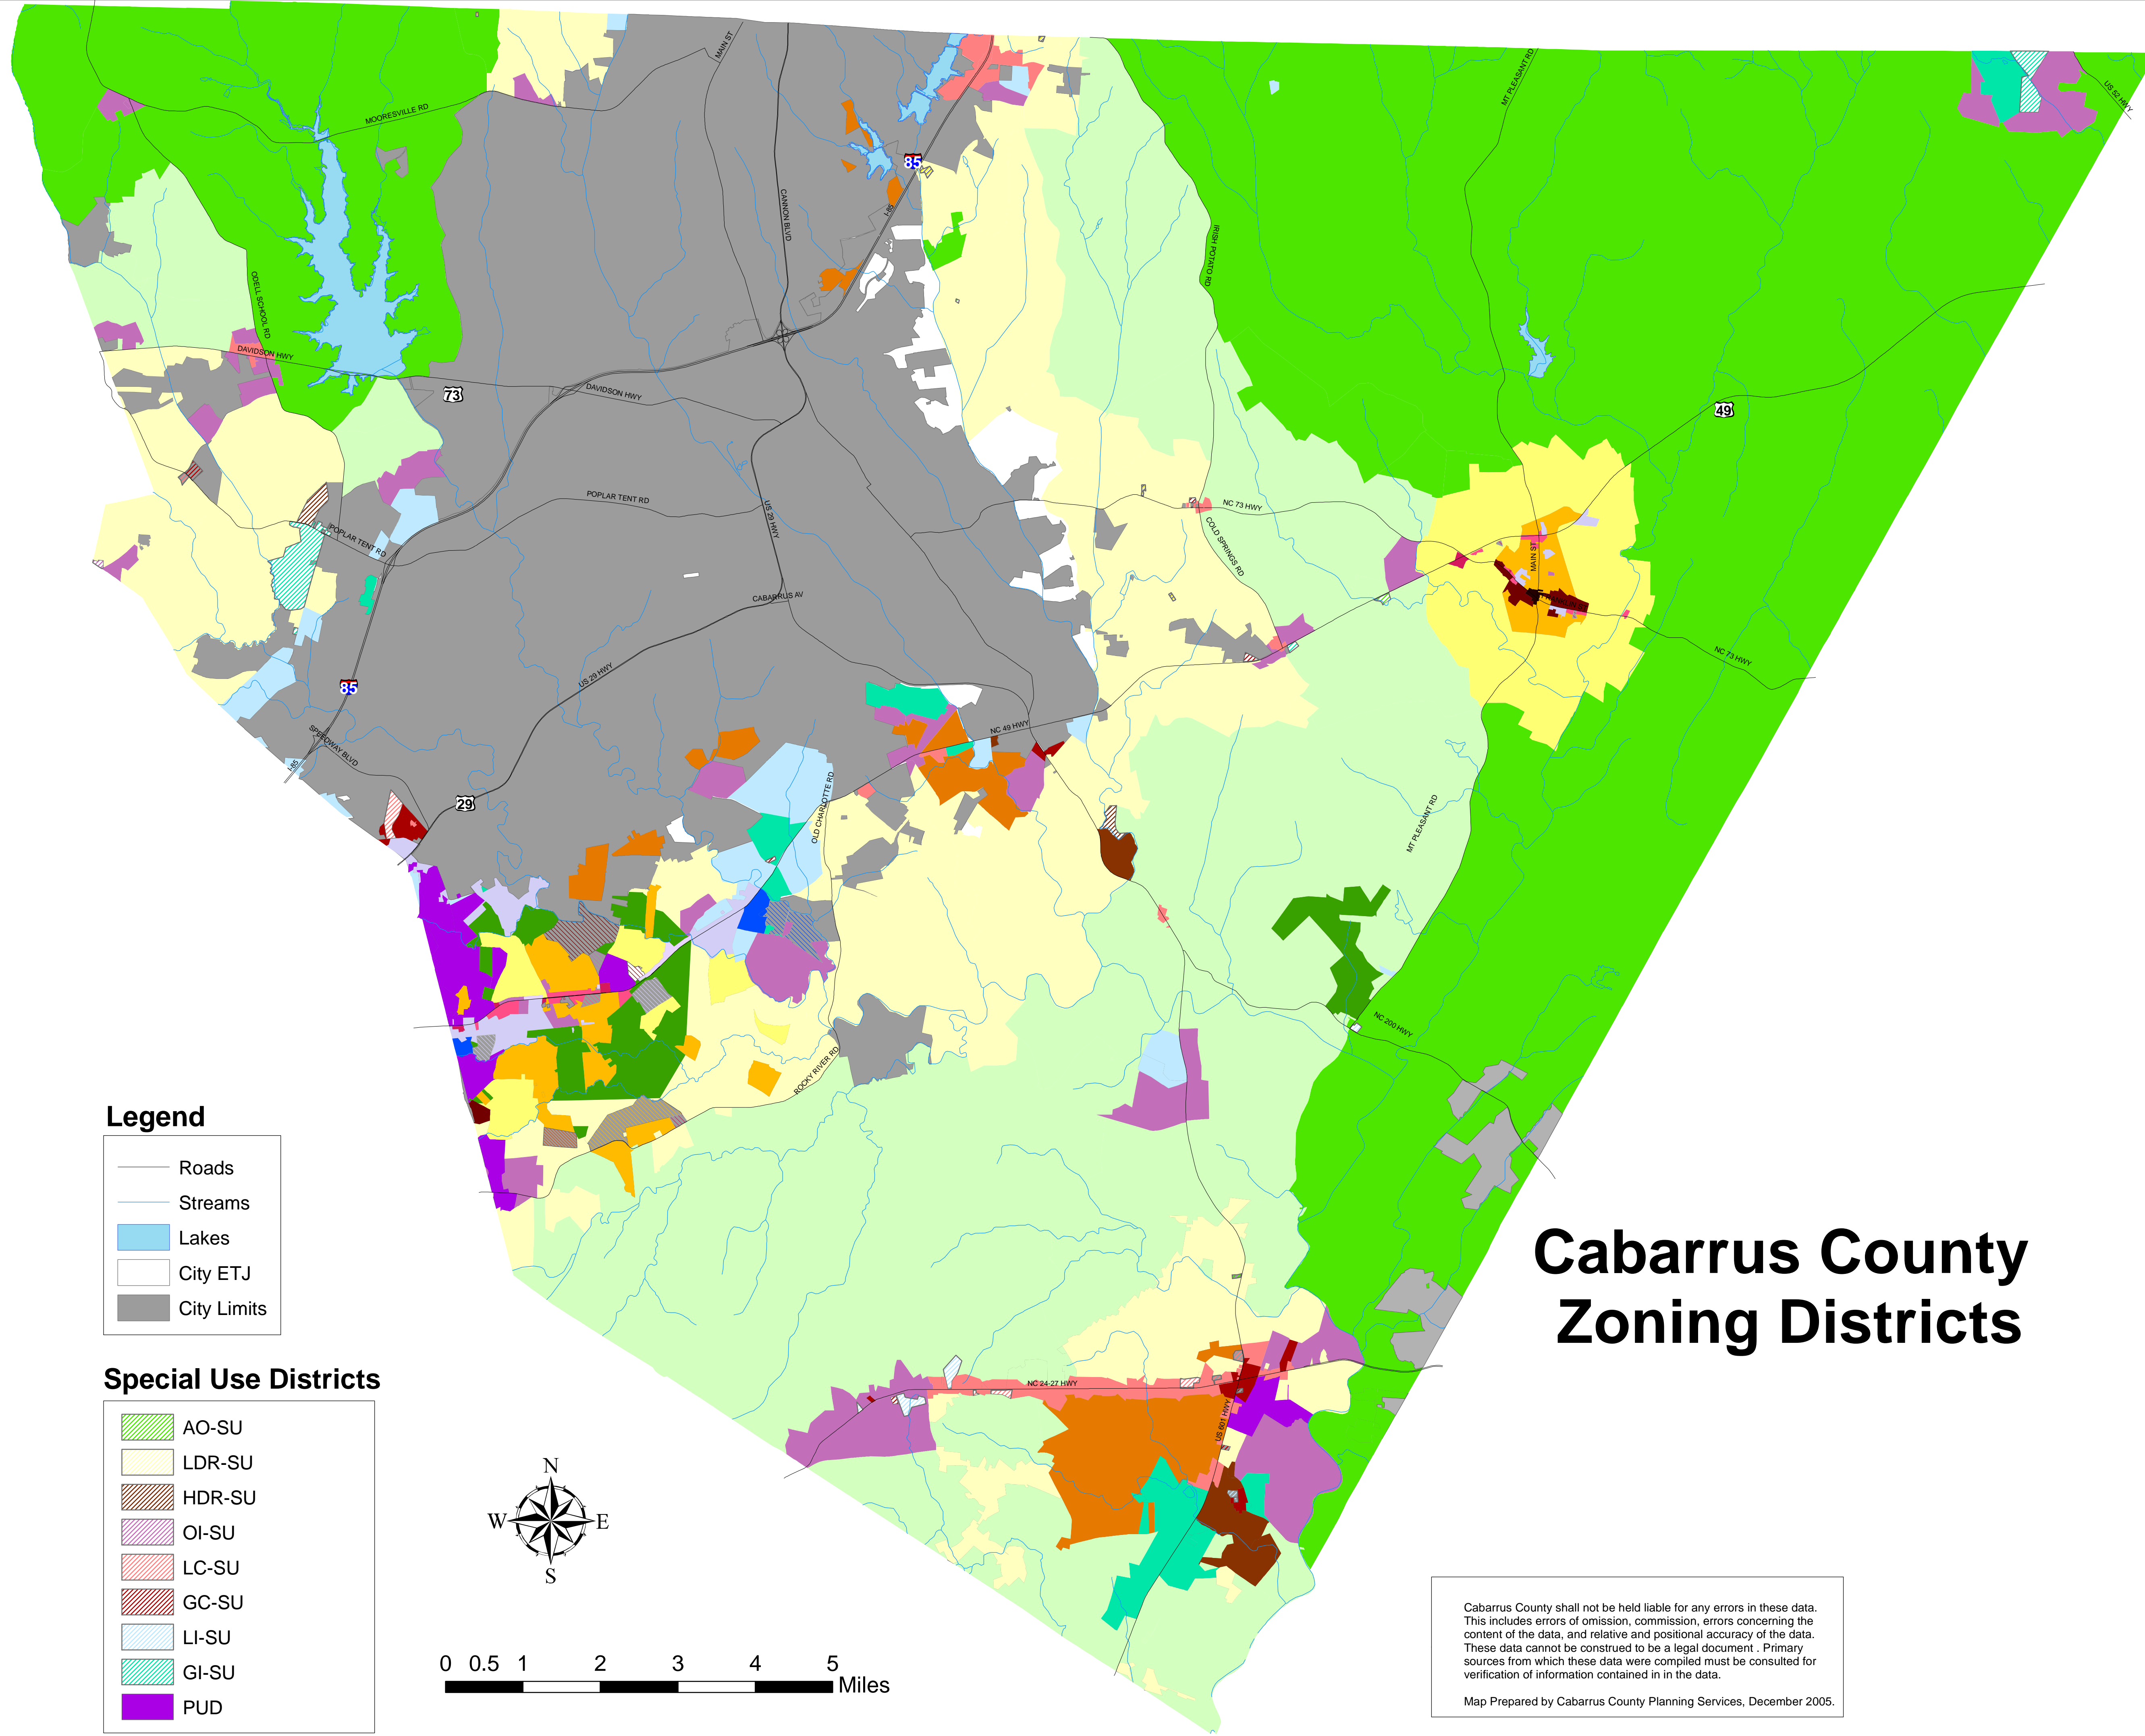 MAIN ST
MT PLEASANT RD
US 52 HWY
MOORESVILLE RD
85
CANNON BLVD
I-85
IRISH POTATO RD
ODELL SCHOOL RD
DAVIDSON HWY
73
DAVIDSON HWY
49
POPLAR TENT RD
US 29 HWY
NC 73 HWY
POPLAR TENT RD
COLD SPRINGS RD
MAIN ST
CABARRUS AV
NC 73 HWY
US 29 HWY
85
SPEEDWAY BLVD
I-85
NC 49 HWY
29
OLD CHARLOTTE RD
MT PLEASANT RD
NC 200 HWY
ROCKY RIVER RD
NC 24-27 HWY
US 601 HWY
Legend
Roads
Streams
Lakes
City ETJ
City Limits
Special Use Districts
AO-SU
LDR-SU
HDR-SU
OI-SU
LC-SU
GC-SU
LI-SU
GI-SU
PUD
N
W
E
S
0 0.5 1 2 3 4 5
Miles
Cabarrus County
Zoning Districts
Cabarrus County shall not be held liable for any errors in these data.
This includes errors of omission, commission, errors concerning the
content of the data, and relative and positional accuracy of the data.
These data cannot be construed to be a legal document . Primary
sources from which these data were compiled must be consulted for
verification of information contained in in the data.
Map Prepared by Cabarrus County Planning Services, December 2005.